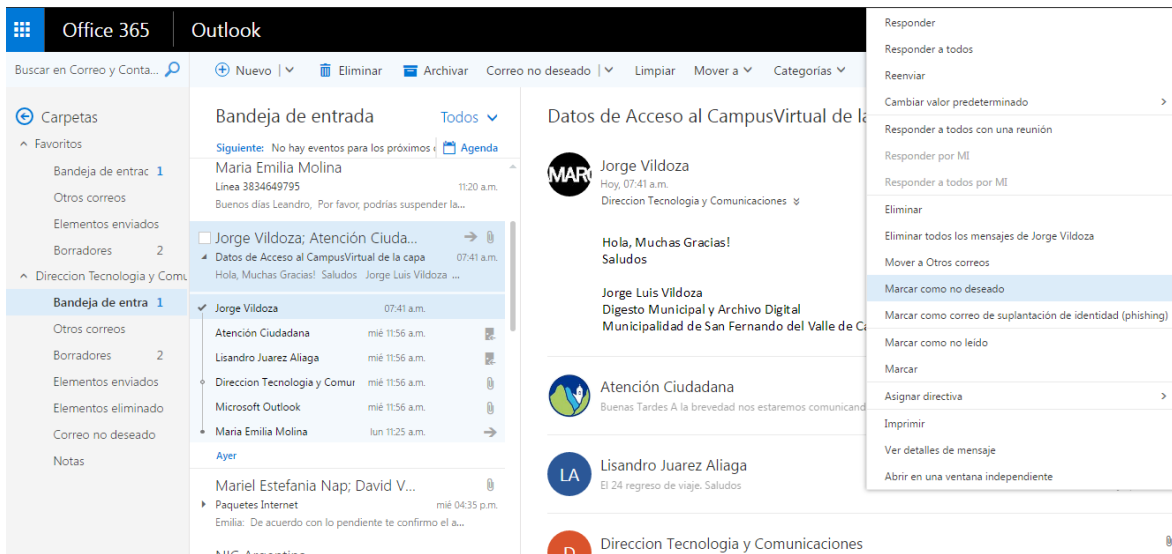 Office 365
Outlook
Buscar en Correo y Conta...
Nuevo
Eliminar
Archivar
Correo no deseado
Limpiar
Mover a
Categorías
Carpetas
Favoritos
Bandeja de entrac 1
Otros correos
Elementos enviados
Borradores 2
Direccion Tecnologia y Comu
Bandeja de entra 1
Otros correos
Borradores 2
Elementos enviados
Elementos eliminado
Correo no deseado
Notas
Bandeja de entrada
Todos
Siguiente: No hay eventos para los próximos
Agenda
Maria Emilia Molina
Linea 3834649795 11:20 a.m.
Buenos días Leandro, Por favor, podrías suspender la...
Jorge Vildoza; Atención Ciuda...
Datos de Acceso al CampusVirtual de la capa 07:41 a.m.
Hola, Muchas Gracias! Saludos Jorge Luis Vildoza ...
Jorge Vildoza 07:41 a.m.
Atención Ciudadana mié 11:56 a.m.
Lisandro Juarez Aliaga mié 11:56 a.m.
Direccion Tecnologia y Comur mié 11:56 a.m.
Microsoft Outlook mié 11:56 a.m.
Maria Emilia Molina lun 11:25 a.m.
Ayer
Mariel Estefania Nap; David V...
Paquetes Internet mié 04:35 p.m.
Emilia: De acuerdo con lo pendiente te confirmo el a...
Datos de Acceso al CampusVirtual de la
MAR
Jorge Vildoza
Hoy, 07:41 a.m.
Direccion Tecnologia y Comunicaciones
Hola, Muchas Gracias!
Saludos
Jorge Luis Vildoza
Digesto Municipal y Archivo Digital
Municipalidad de San Fernando del Valle de Ca
Atención Ciudadana
Buenas Tardes A la brevedad nos estaremos comunicand
LA
Lisandro Juarez Aliaga
El 24 regreso de viaje. Saludos
D
Direccion Tecnologia y Comunicaciones
Responder
Responder a todos
Reenviar
Cambiar valor predeterminado
Responder a todos con una reunión
Responder por MI
Responder a todos por MI
Eliminar
Eliminar todos los mensajes de Jorge Vildoza
Mover a Otros correos
Marcar como no deseado
Marcar como correo de suplantación de identidad (phishing)
Marcar como no leído
Marcar
Asignar directiva
Imprimir
Ver detalles de mensaje
Abrir en una ventana independiente